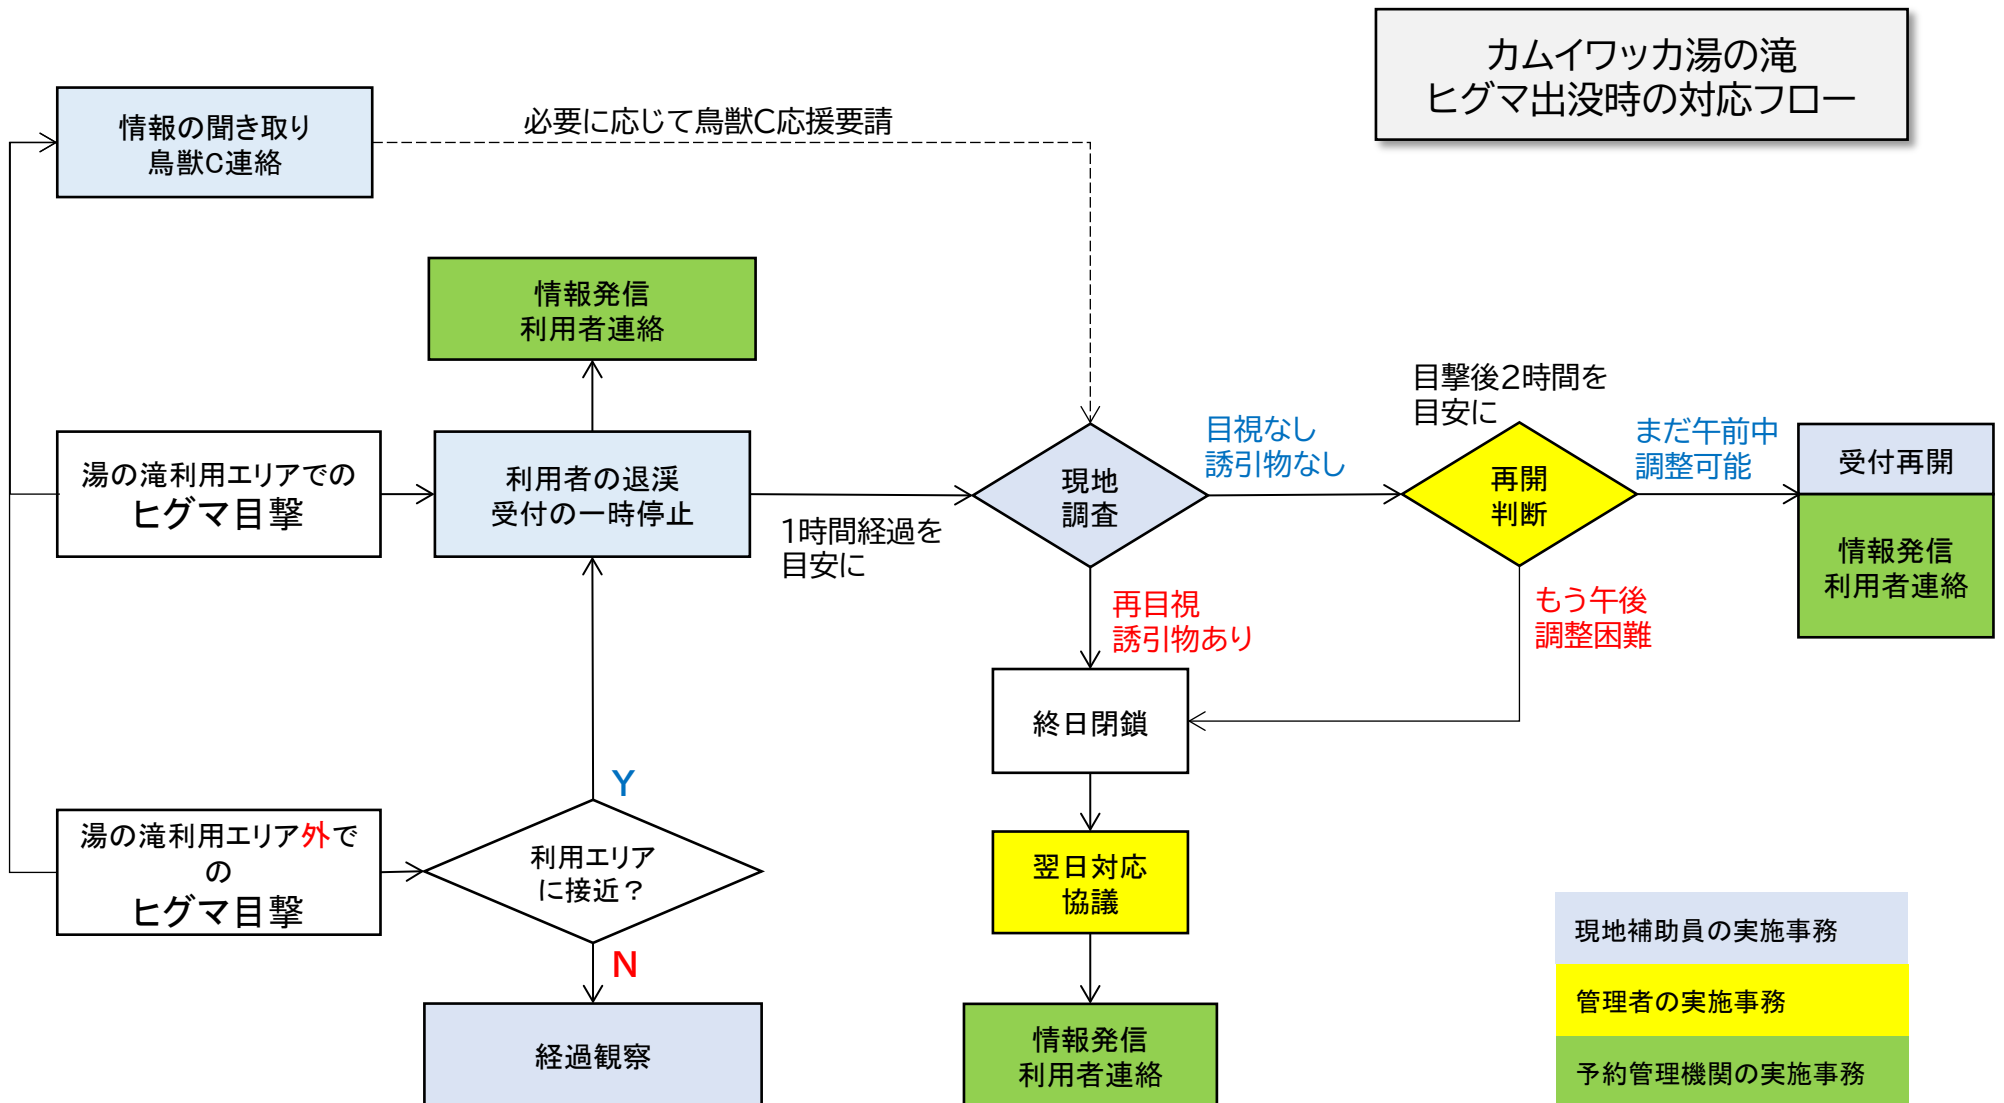 カムイワッカ湯の滝
ヒグマ出没時の対応フロー
情報の聞き取り
鳥獣C連絡
必要に応じて鳥獣C応援要請
情報発信
利用者連絡
湯の滝利用エリアでの
ヒグマ目撃
利用者の退渓
受付の一時停止
1時間経過を
目安に
現地
調査
目視なし
誘引物なし
目撃後2時間を
目安に
再開
判断
まだ午前中
調整可能
受付再開
情報発信
利用者連絡
再目視
誘引物あり
もう午後
調整困難
終日閉鎖
Y
湯の滝利用エリア外で
の
ヒグマ目撃
利用エリア
に接近？
N
経過観察
翌日対応
協議
情報発信
利用者連絡
現地補助員の実施事務
管理者の実施事務
予約管理機関の実施事務